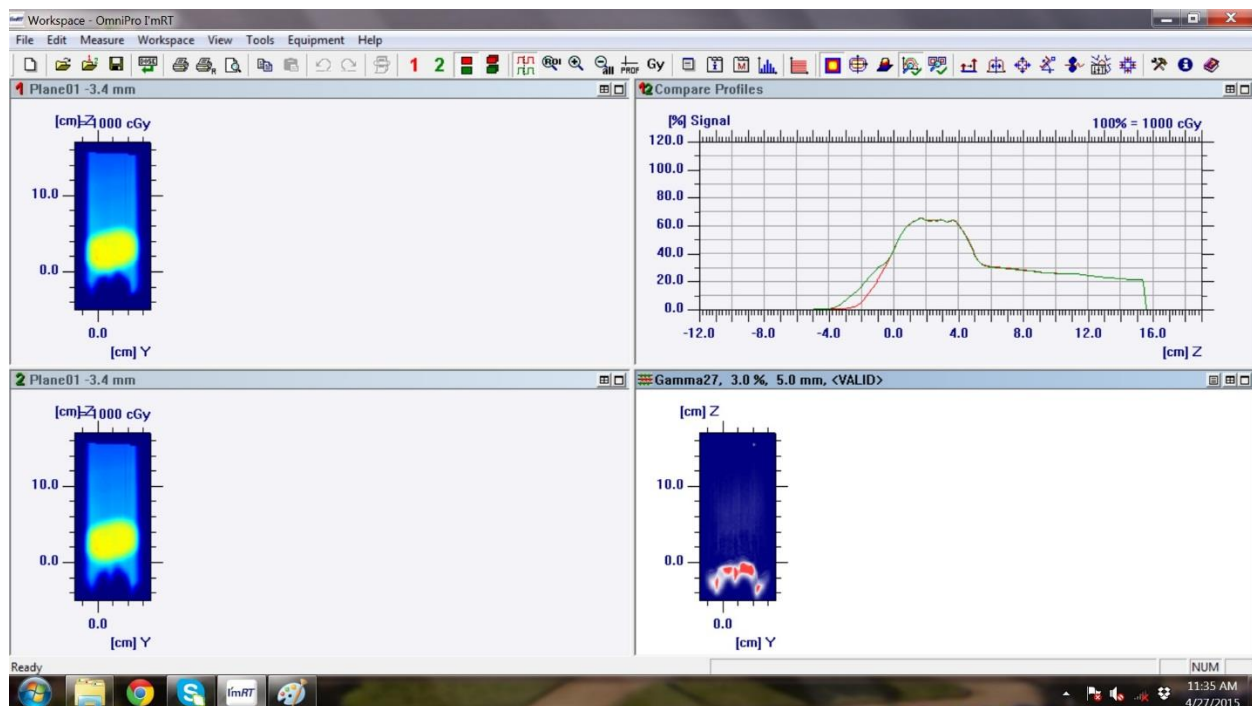 Workspace - OmniPro I'mRT
File Edit Measure Workspace View Tools Equipment Help
1 2 ROI all PROF Gy
1 Plane01 -3.4 mm
[cm] Z
1000 cGy
10.0
0.0
0.0
[cm] Y
12 Compare Profiles
[%] Signal
100% = 1000 cGy
120.0
100.0
80.0
60.0
40.0
20.0
0.0
-12.0 -8.0 -4.0 0.0 4.0 8.0 12.0 16.0
[cm] Z
2 Plane01 -3.4 mm
[cm] Z
1000 cGy
10.0
0.0
0.0
[cm] Y
Gamma27, 3.0 %, 5.0 mm, <VALID>
[cm] Z
10.0
0.0
0.0
[cm] Y
Ready
NUM
I'mRT
11:35 AM
4/27/2015